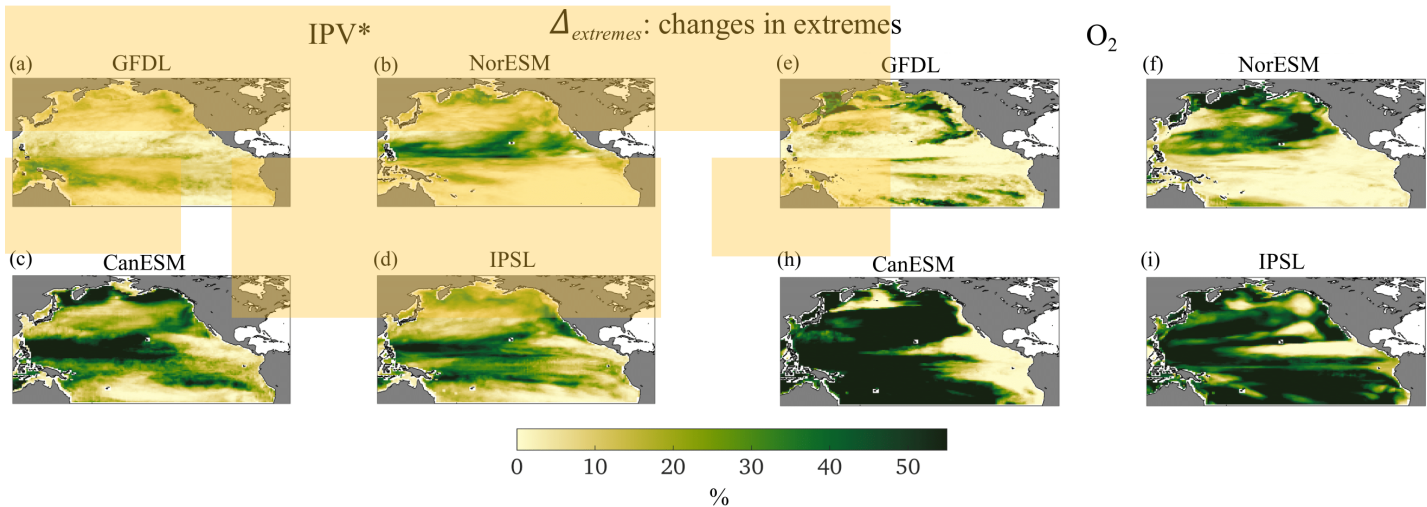 Δextremes: changes in extremes
IPV*
O2
(a)
GFDL
(b)
NorESM
(e)
GFDL
(f)
NorESM
(c)
CanESM
(d)
IPSL
(h)
CanESM
(i)
IPSL
0 10 20 30 40 50
%